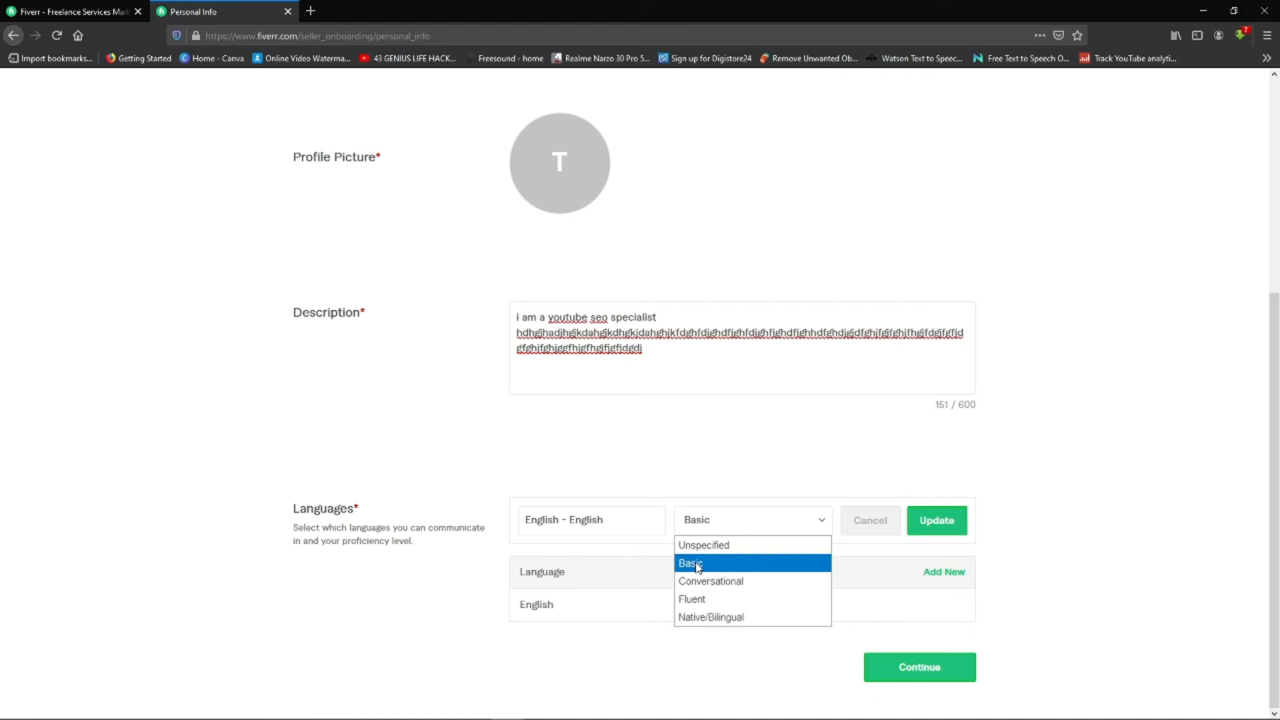 Fiverr - Freelance Services Mark
Personal Info
https://www.fiverr.com/seller_onboarding/personal_info
Import bookmarks...
Getting Started
Home - Canva
Online Video Waterma...
43 GENIUS LIFE HACK...
Freesound - home
Realme Narzo 30 Pro 5...
Sign up for Digistore24
Remove Unwanted Ob...
Watson Text to Speec...
Free Text to Speech O...
Track YouTube analyti...
Profile Picture*
T
Description*
i am a youtube seo specialist
151 / 600
Languages*
Select which languages you can communicate
in and your proficiency level.
English - English
Basic
Cancel
Update
Unspecified
Basic
Conversational
Fluent
Native/Bilingual
Language
Add New
English
Continue